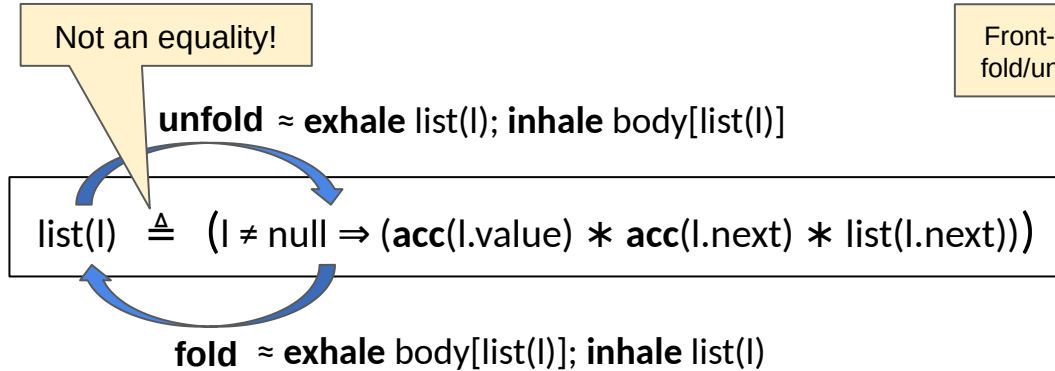 Not an equality!
Front-
fold/un
unfold ≈ exhale list(l); inhale body[list(l)]
list(l) ≜ (l ≠ null ⇒ (acc(l.value) ∗ acc(l.next) ∗ list(l.next)))
fold ≈ exhale body[list(l)]; inhale list(l)